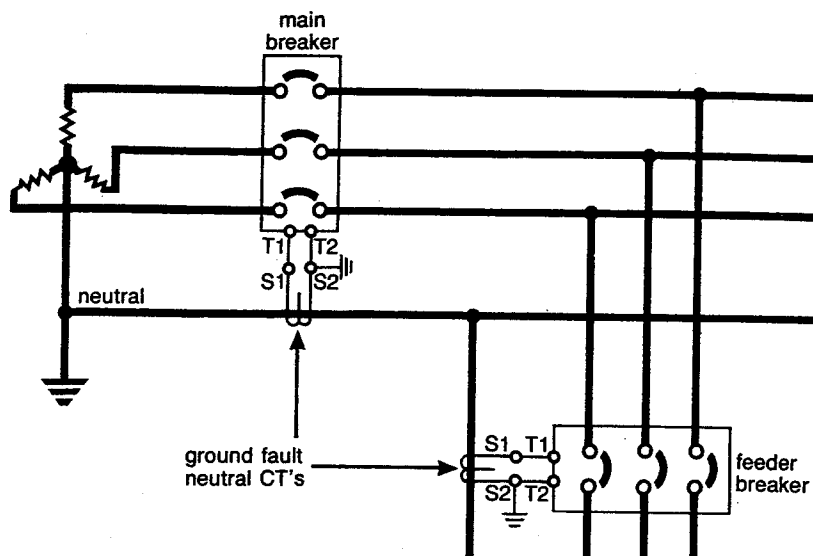 main
breaker
T1 T2
S1 S2
neutral
ground fault
neutral CT's
S1 T1
S2 T2
feeder
breaker